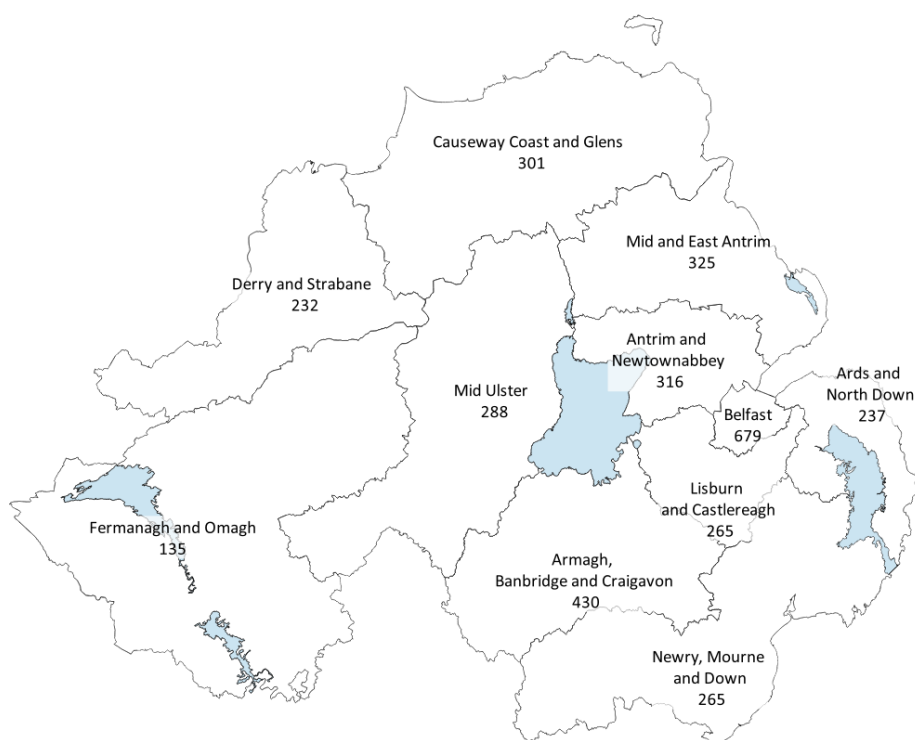 Causeway Coast and Glens
301
Mid and East Antrim
325
Derry and Strabane
232
Antrim and
Newtownabbey
316
Mid Ulster
288
Ards and
North Down
237
Belfast
679
Lisburn
and Castlereagh
265
Fermanagh and Omagh
135
Armagh,
Banbridge and Craigavon
430
Newry, Mourne
and Down
265